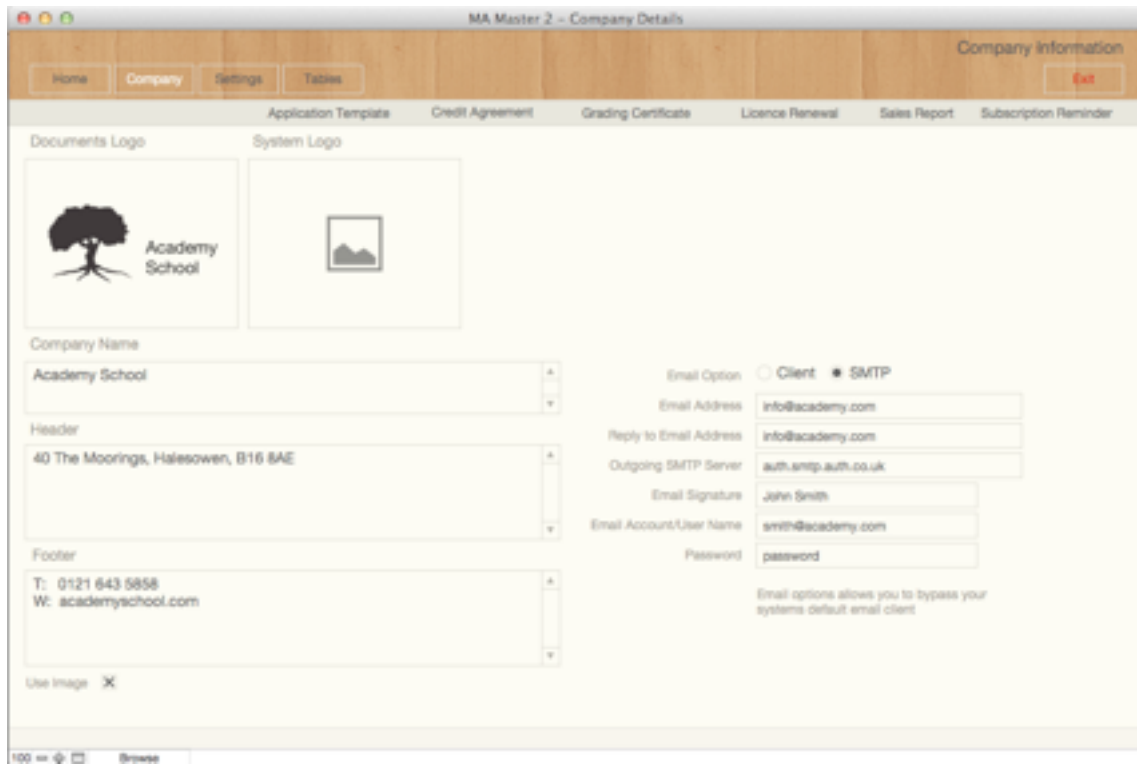 MA Master 2 – Company Details
Company Information
Home Company Settings Tables Exit
Application Template Credit Agreement Grading Certificate Licence Renewal Sales Report Subscription Reminder
Documents Logo System Logo
Academy
School
Company Name
Academy School
Header
40 The Moorings, Halesowen, B16 8AE
Footer
T: 0121 643 5858
W: academyschool.com
Use Image
Email Option Client SMTP
Email Address info@academy.com
Reply to Email Address info@academy.com
Outgoing SMTP Server auth.smtp.auth.co.uk
Email Signature John Smith
Email Account/User Name smith@academy.com
Password password
Email options allows you to bypass your
systems default email client
100 Browse